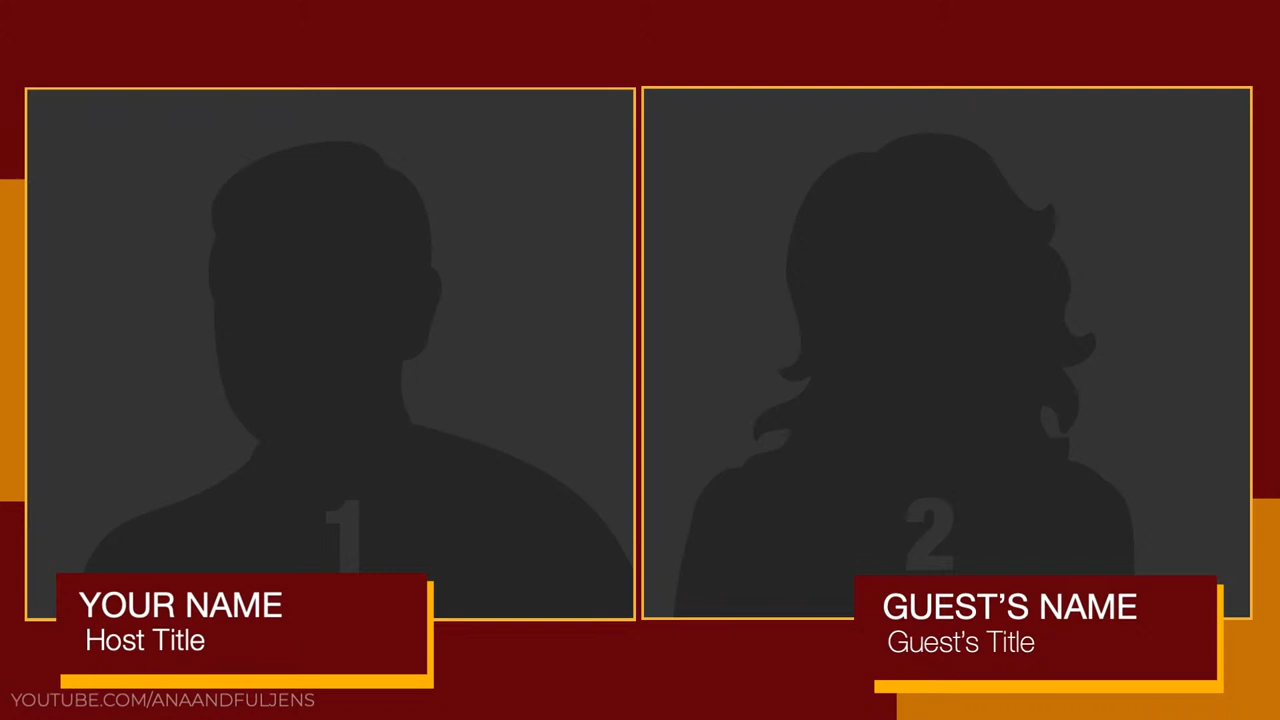 1
2
YOUR NAME
Host Title
GUEST’S NAME
Guest’s Title
YOUTUBE.COM/ANAANDFULJENS